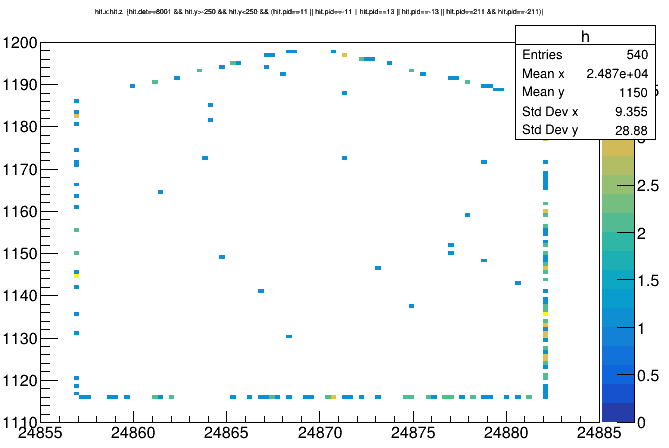 hit.x:hit.z {hit.det==8001 && hit.y>-250 && hit.y<250 && (hit.pid==11 || hit.pid==-11 | hit.pid==13 || hit.pid==-13 || hit.pid==211 && hit.pid==-211)}
h
Entries 540
Mean x 2.487e+04
Mean y 1150
Std Dev x 9.355
Std Dev y 28.88
1200
1190
1180
1170
1160
1150
1140
1130
1120
1110
24855 24860 24865 24870 24875 24880 24885
2.5
2
1.5
1
0.5
0